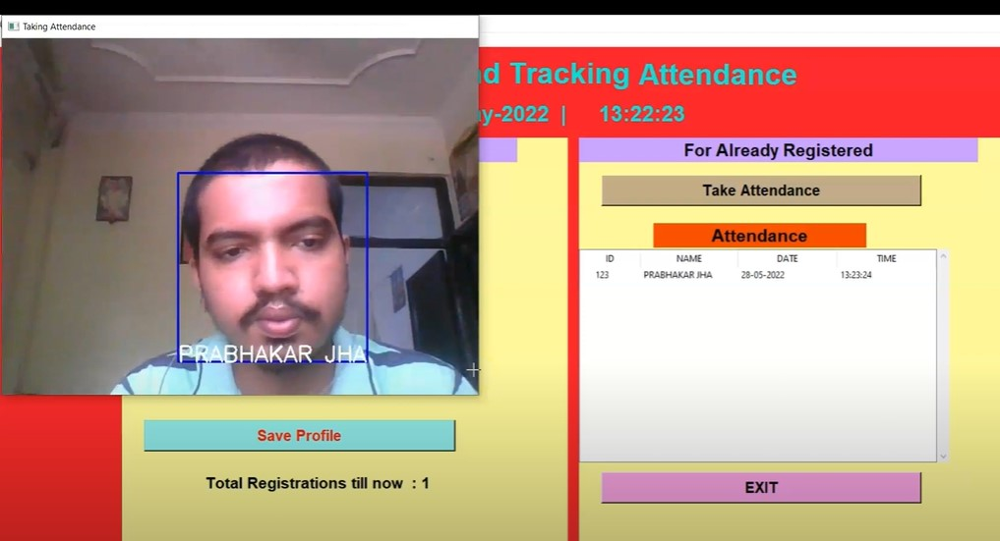 Taking Attendance
d Tracking Attendance
y-2022 | 13:22:23
For Already Registered
Take Attendance
Attendance
ID NAME DATE TIME
123 PRABHAKAR JHA 28-05-2022 13:23:24
PRABHAKAR JHA
Save Profile
Total Registrations till now : 1
EXIT